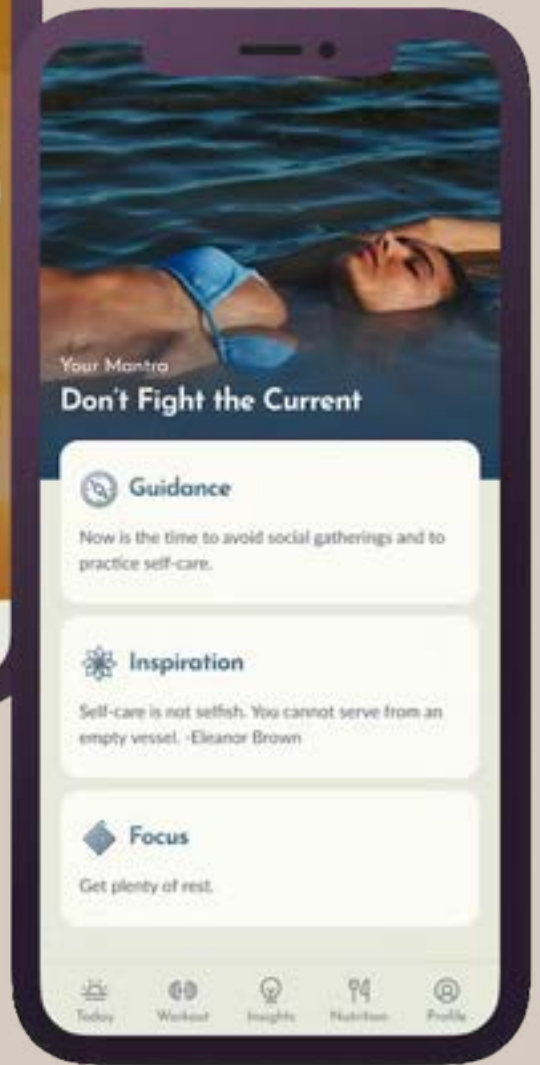 Your Mantra
Don't Fight the Current
Guidance
Now is the time to avoid social gatherings and to
practice self-care.
Inspiration
Self-care is not selfish. You cannot serve from an
empty vessel. -Eleanor Brown
Focus
Get plenty of rest.
Today Workout Insights Nutrition Profile